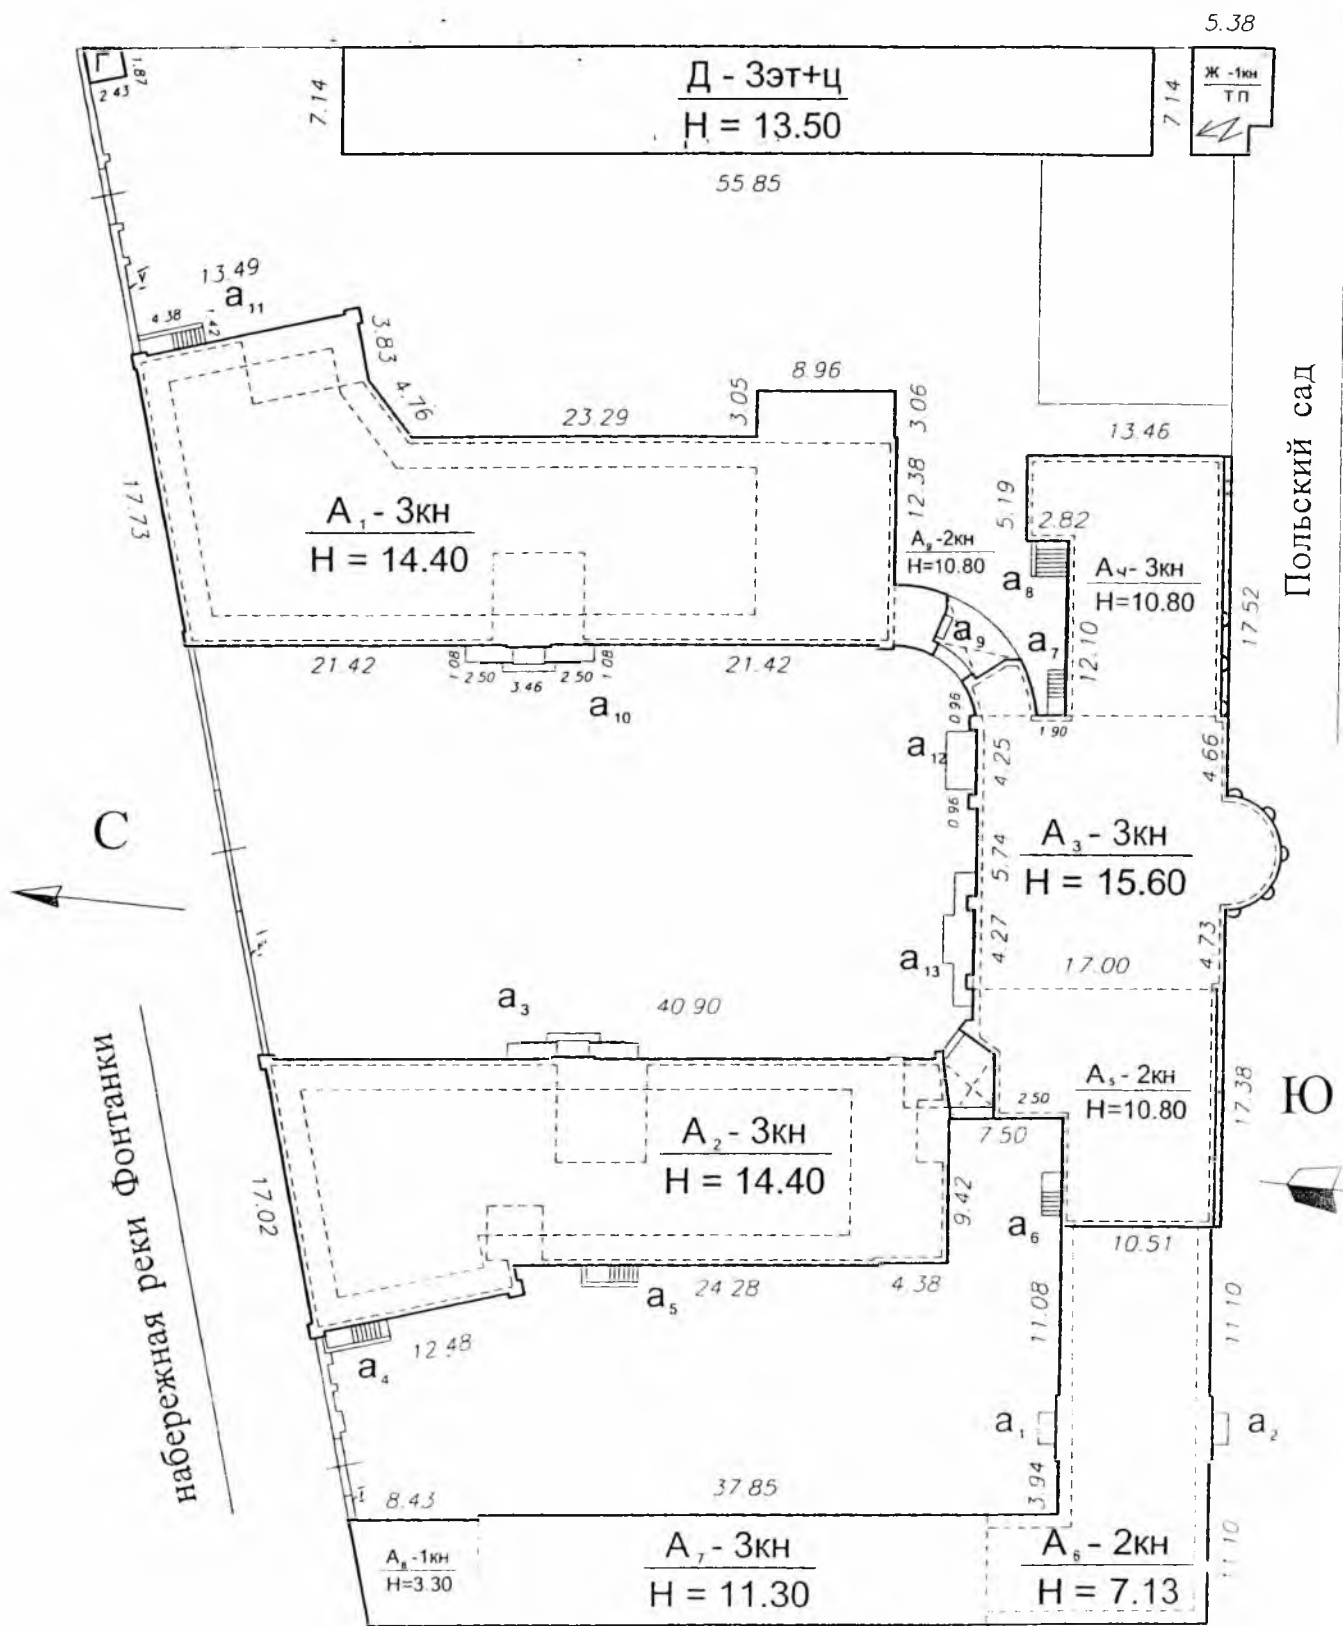 5.38
Г
1.87
2.43
7.14
Д - 3эт+ц
Н = 13.50
7.14
Ж -1кн
ТП
55.85
13.49
а₁₁
4.38
1.42
3.83
4.76
23.29
3.05
8.96
3.06
13.46
Польский сад
17.73
А₁ - 3кн
Н = 14.40
12.38
5.19
2.82
А₉ -2кн
Н=10.80
а₈
А₄ - 3кн
Н=10.80
17.52
а₉
а₇
12.10
21.42
1.08
2.50
3.46
2.50
1.08
21.42
а₁₀
0.96
1.90
а₁₂
4.25
4.66
0.96
С
А₃ - 3кн
Н = 15.60
5.74
4.27
4.73
а₁₃
17.00
а₃
40.90
набережная реки Фонтанки
А₅ - 2кн
Н=10.80
2.50
7.50
17.38
Ю
А₂ - 3кн
Н = 14.40
17.02
9.42
а₆
10.51
24.28
4.38
а₅
11.08
11.10
12.48
а₄
а₁
а₂
3.94
8.43
37.85
А₈ -1кн
Н=3.30
А₇ - 3кн
Н = 11.30
А₆ - 2кн
Н = 7.13
11.10